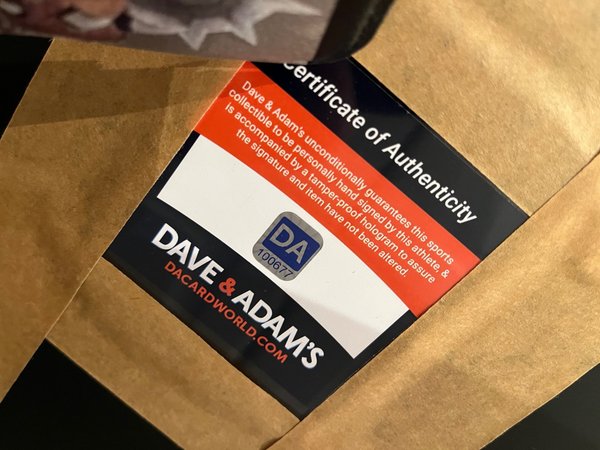 Certificate of Authenticity
Dave & Adam's unconditionally guarantees this sports
collectible to be personally hand signed by this athlete, &
is accompanied by a tamper-proof hologram to assure
the signature and item have not been altered.
DA
100677
DAVE & ADAM'S
DACARDWORLD.COM